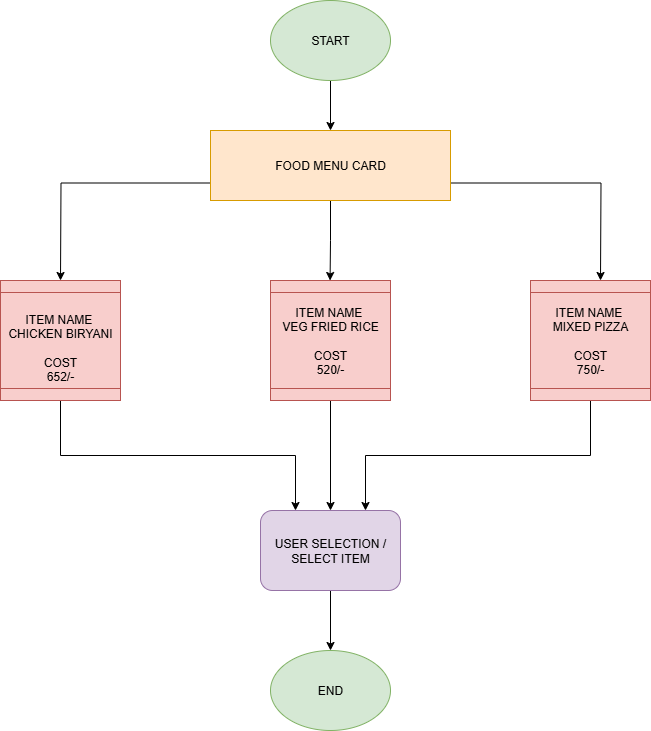 START
FOOD MENU CARD
ITEM NAME
CHICKEN BIRYANI
COST
652/-
ITEM NAME
VEG FRIED RICE
COST
520/-
ITEM NAME
MIXED PIZZA
COST
750/-
USER SELECTION /
SELECT ITEM
END